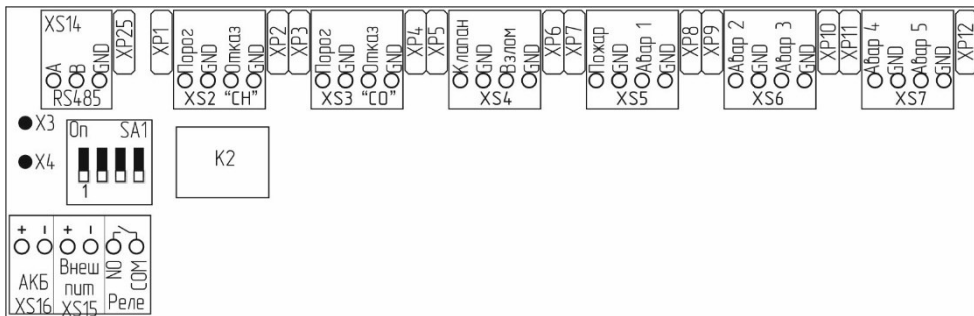 XS14
A
B
GND
RS485
XP25
XP1
Порог
GND
Отказ
GND
XS2 "CH"
XP2
XP3
Порог
GND
Отказ
GND
XS3 "CO"
XP4
XP5
Клапан
GND
Взлом
GND
XS4
XP6
XP7
Пожар
GND
Авар 1
GND
XS5
XP8
XP9
Авар 2
GND
Авар 3
GND
XS6
XP10
XP11
Авар 4
GND
Авар 5
GND
XS7
XP12
X3
X4
On SA1
1
K2
+ - + -
АКБ
XS16
Внеш
пит
XS15
NO
COM
Реле